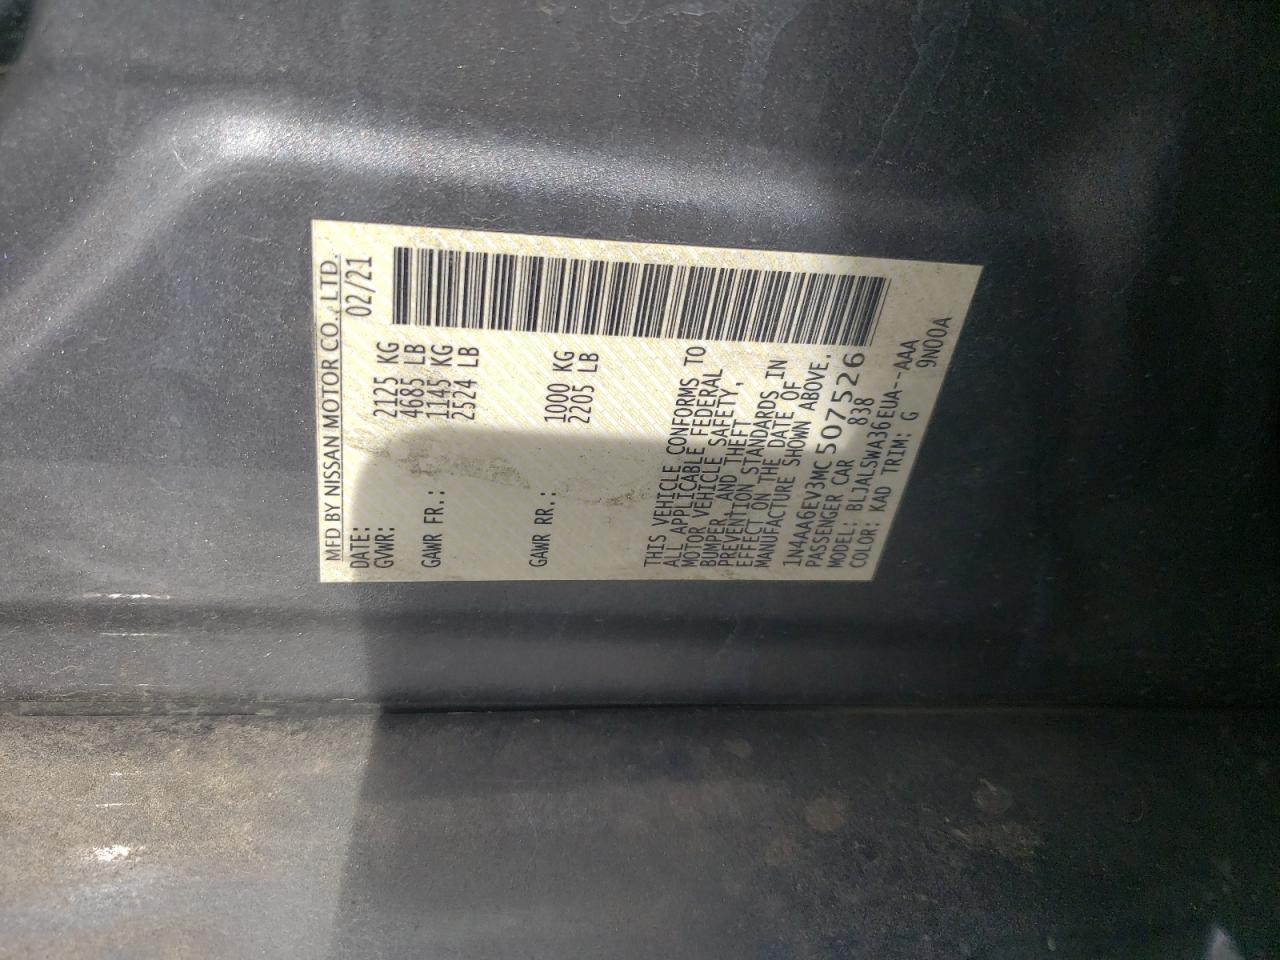 MFD BY NISSAN MOTOR CO., LTD.
DATE: 02/21
GVWR: 2125 KG
4685 LB
GAWR FR.: 1145 KG
2524 LB
GAWR RR.: 1000 KG
2205 LB
THIS VEHICLE CONFORMS TO
ALL APPLICABLE FEDERAL
MOTOR VEHICLE SAFETY,
BUMPER, AND THEFT
PREVENTION STANDARDS IN
EFFECT ON THE DATE OF
MANUFACTURE SHOWN ABOVE.
1N4AA6EV3MC507526
PASSENGER CAR 838
MODEL: BLJALSWA36EUA--AAA
COLOR: KAD TRIM: G 9N00A